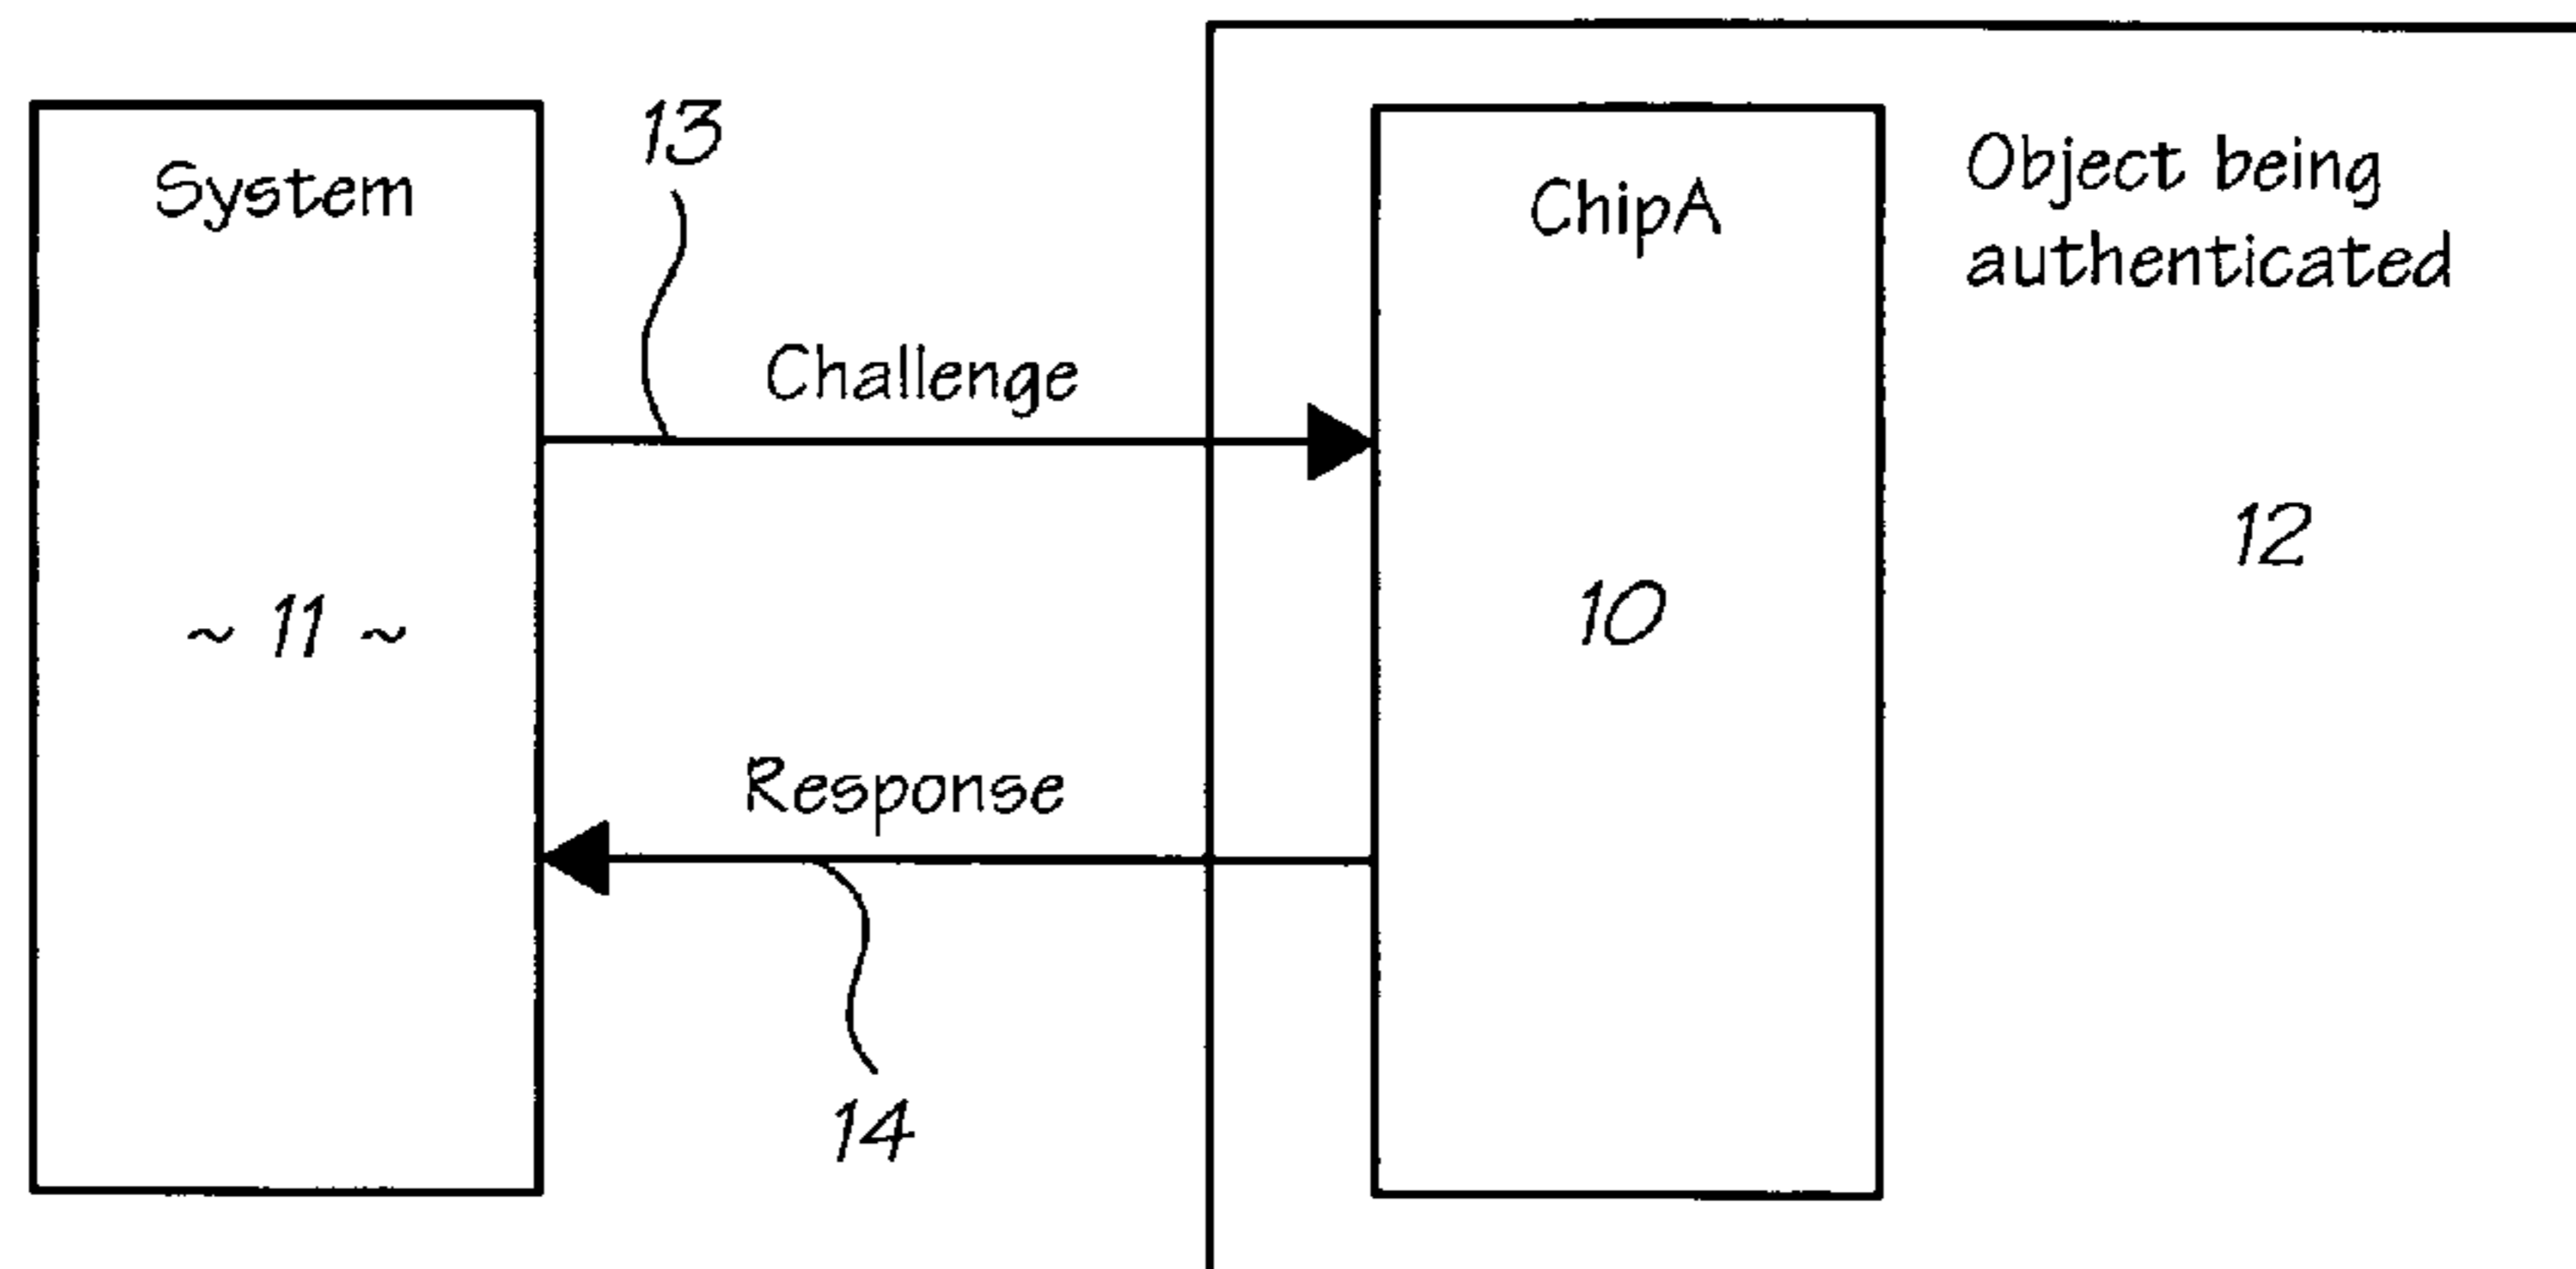 System
~ 11 ~
13
Challenge
Response
14
ChipA
10
Object being
authenticated
12